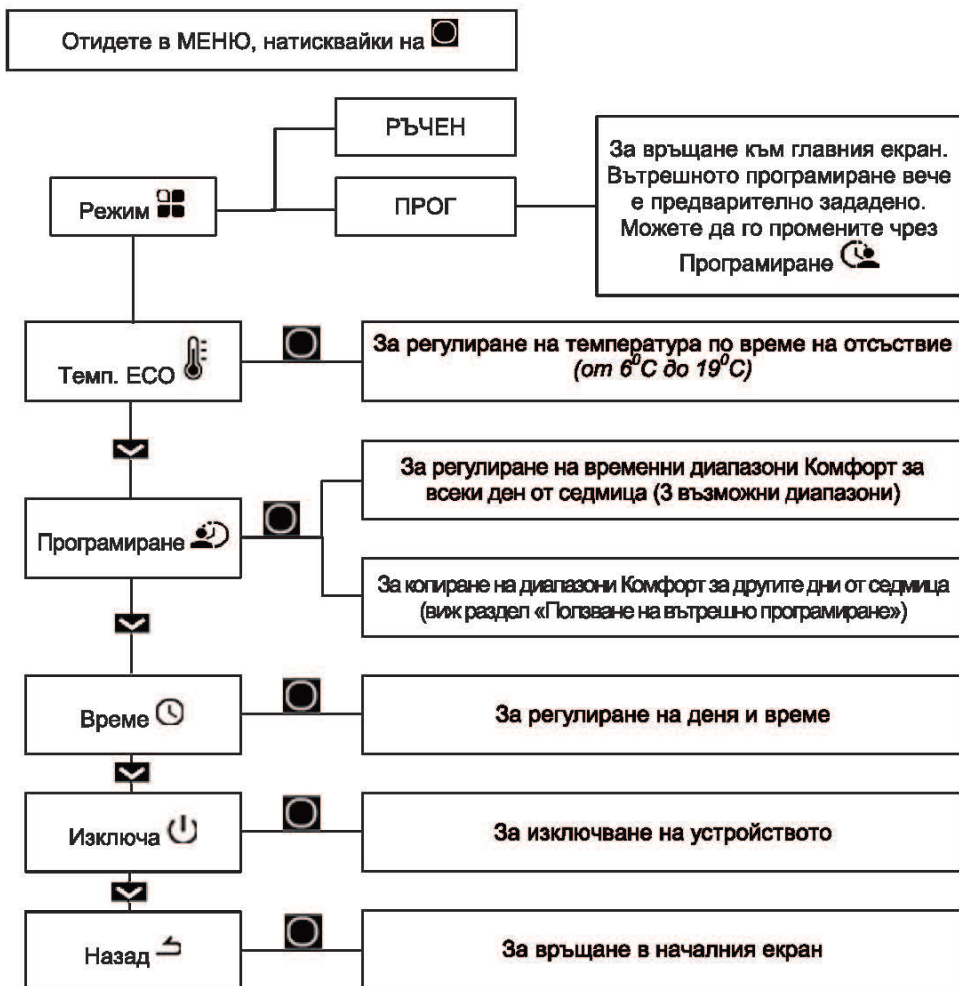 Отидете в МЕНЮ, натисквайки на
РЪЧЕН
Режим
ПРОГ
За връщане към главния екран.
Вътрешното програмиране вече
е предварително зададено.
Можете да го промените чрез
Програмиране
Темп. ECO
За регулиране на температура по време на отсъствие
(от 6⁰C до 19⁰C)
Програмиране
За регулиране на временни диапазони Комфорт за
всеки ден от седмица (3 възможни диапазони)
За копиране на диапазони Комфорт за другите дни от седмица
(виж раздел «Ползване на вътрешно програмиране»)
Време
За регулиране на деня и време
Изключа
За изключване на устройството
Назад
За връщане в началния екран